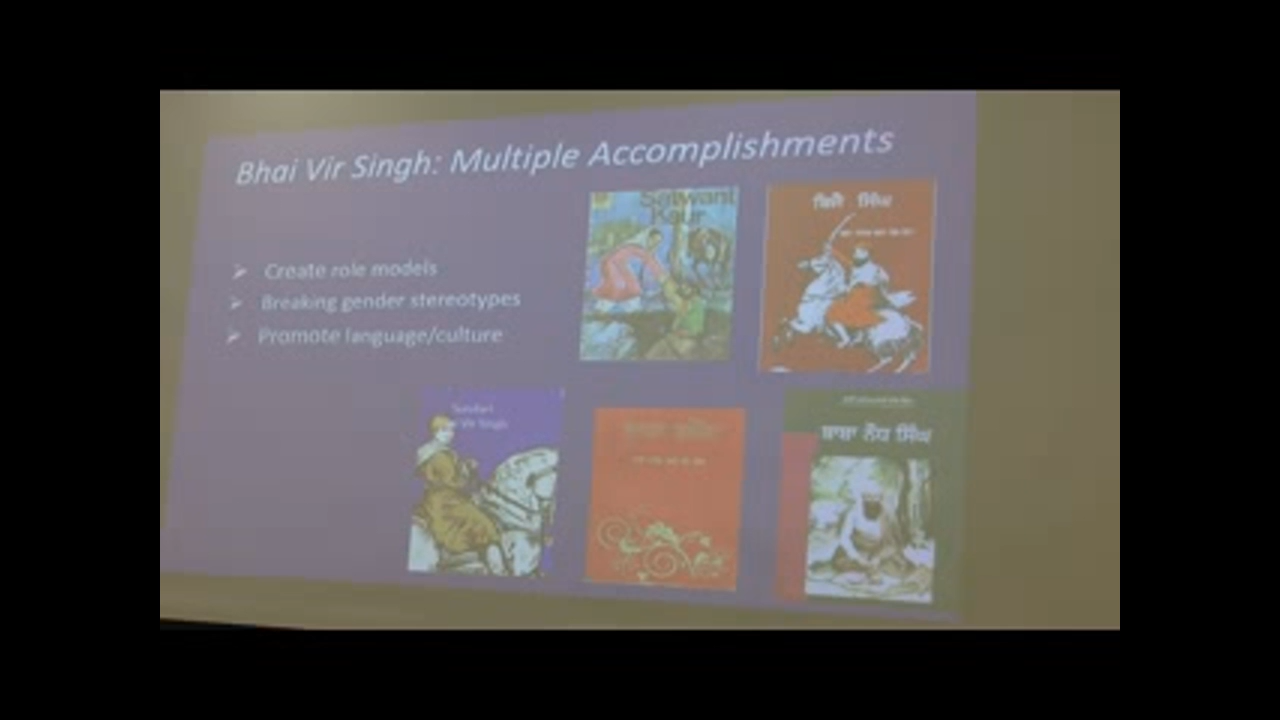 Bhai Vir Singh: Multiple Accomplishments
Create role models
Breaking gender stereotypes
Promote language/culture
Satwant
Kaur
ਬਿਜੈ ਸਿੰਘ
Sundari
Vir Singh
ਬਾਬਾ ਨੌਧ ਸਿੰਘ